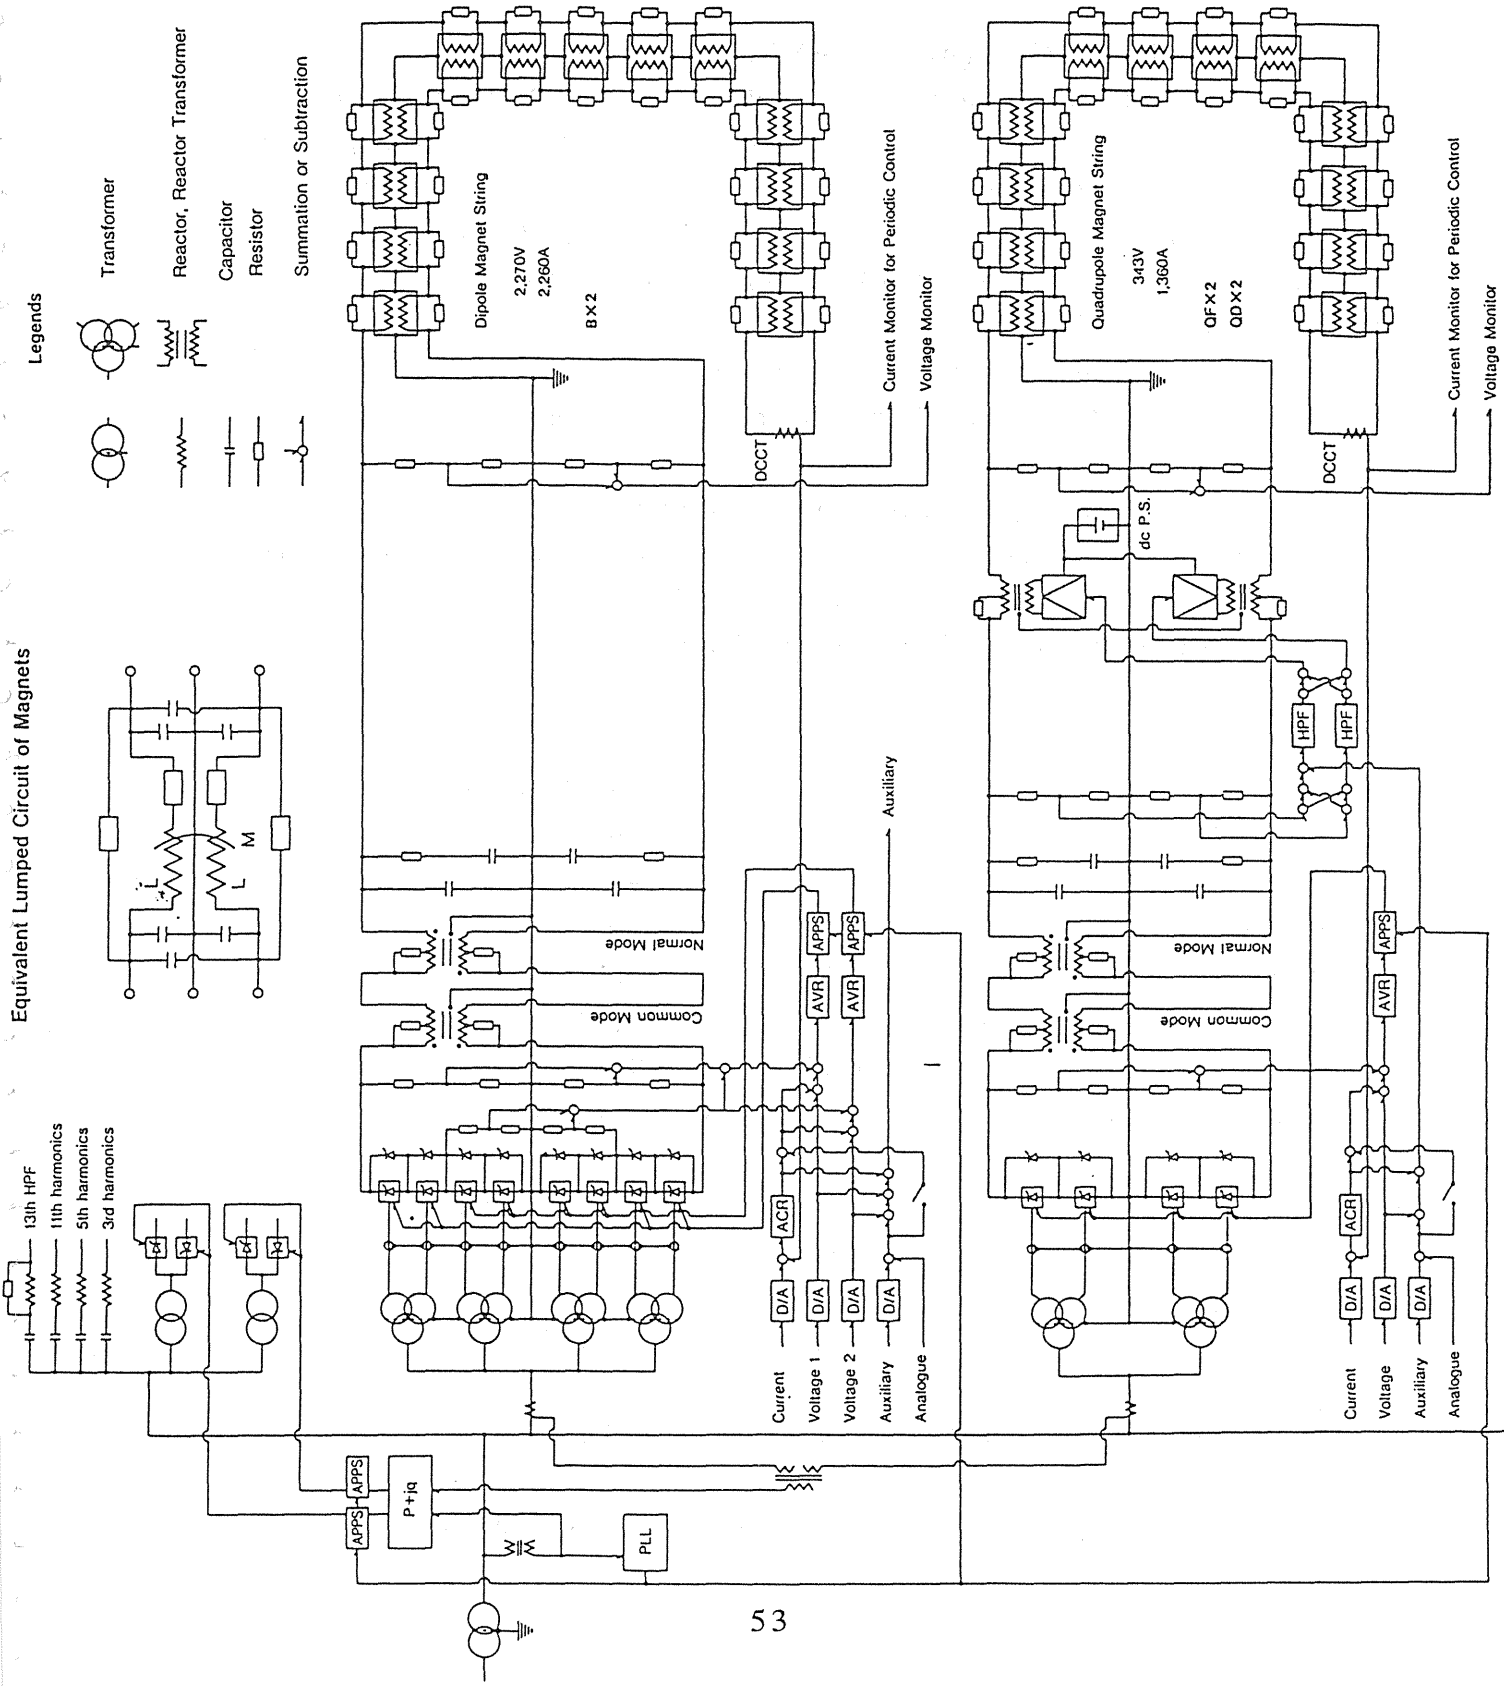 Equivalent Lumped Circuit of Magnets
L
L
M
Legends
Transformer
Reactor, Reactor Transformer
Capacitor
Resistor
Summation or Subtraction
13th HPF
11th harmonics
5th harmonics
3rd harmonics
Dipole Magnet String
2,270V
2,260A
B×2
DCCT
Current Monitor for Periodic Control
Voltage Monitor
Normal Mode
Common Mode
APPS
APPS
AVR
AVR
Auxiliary
ACR
D/A
D/A
D/A
D/A
Current
Voltage 1
Voltage 2
Auxiliary
Analogue
APPS
APPS
P+jq
PLL
Quadrupole Magnet String
343V
1,360A
QF×2
QD×2
DCCT
Current Monitor for Periodic Control
Voltage Monitor
dc P.S.
HPF
HPF
Normal Mode
Common Mode
APPS
AVR
ACR
D/A
D/A
D/A
Current
Voltage
Auxiliary
Analogue
53